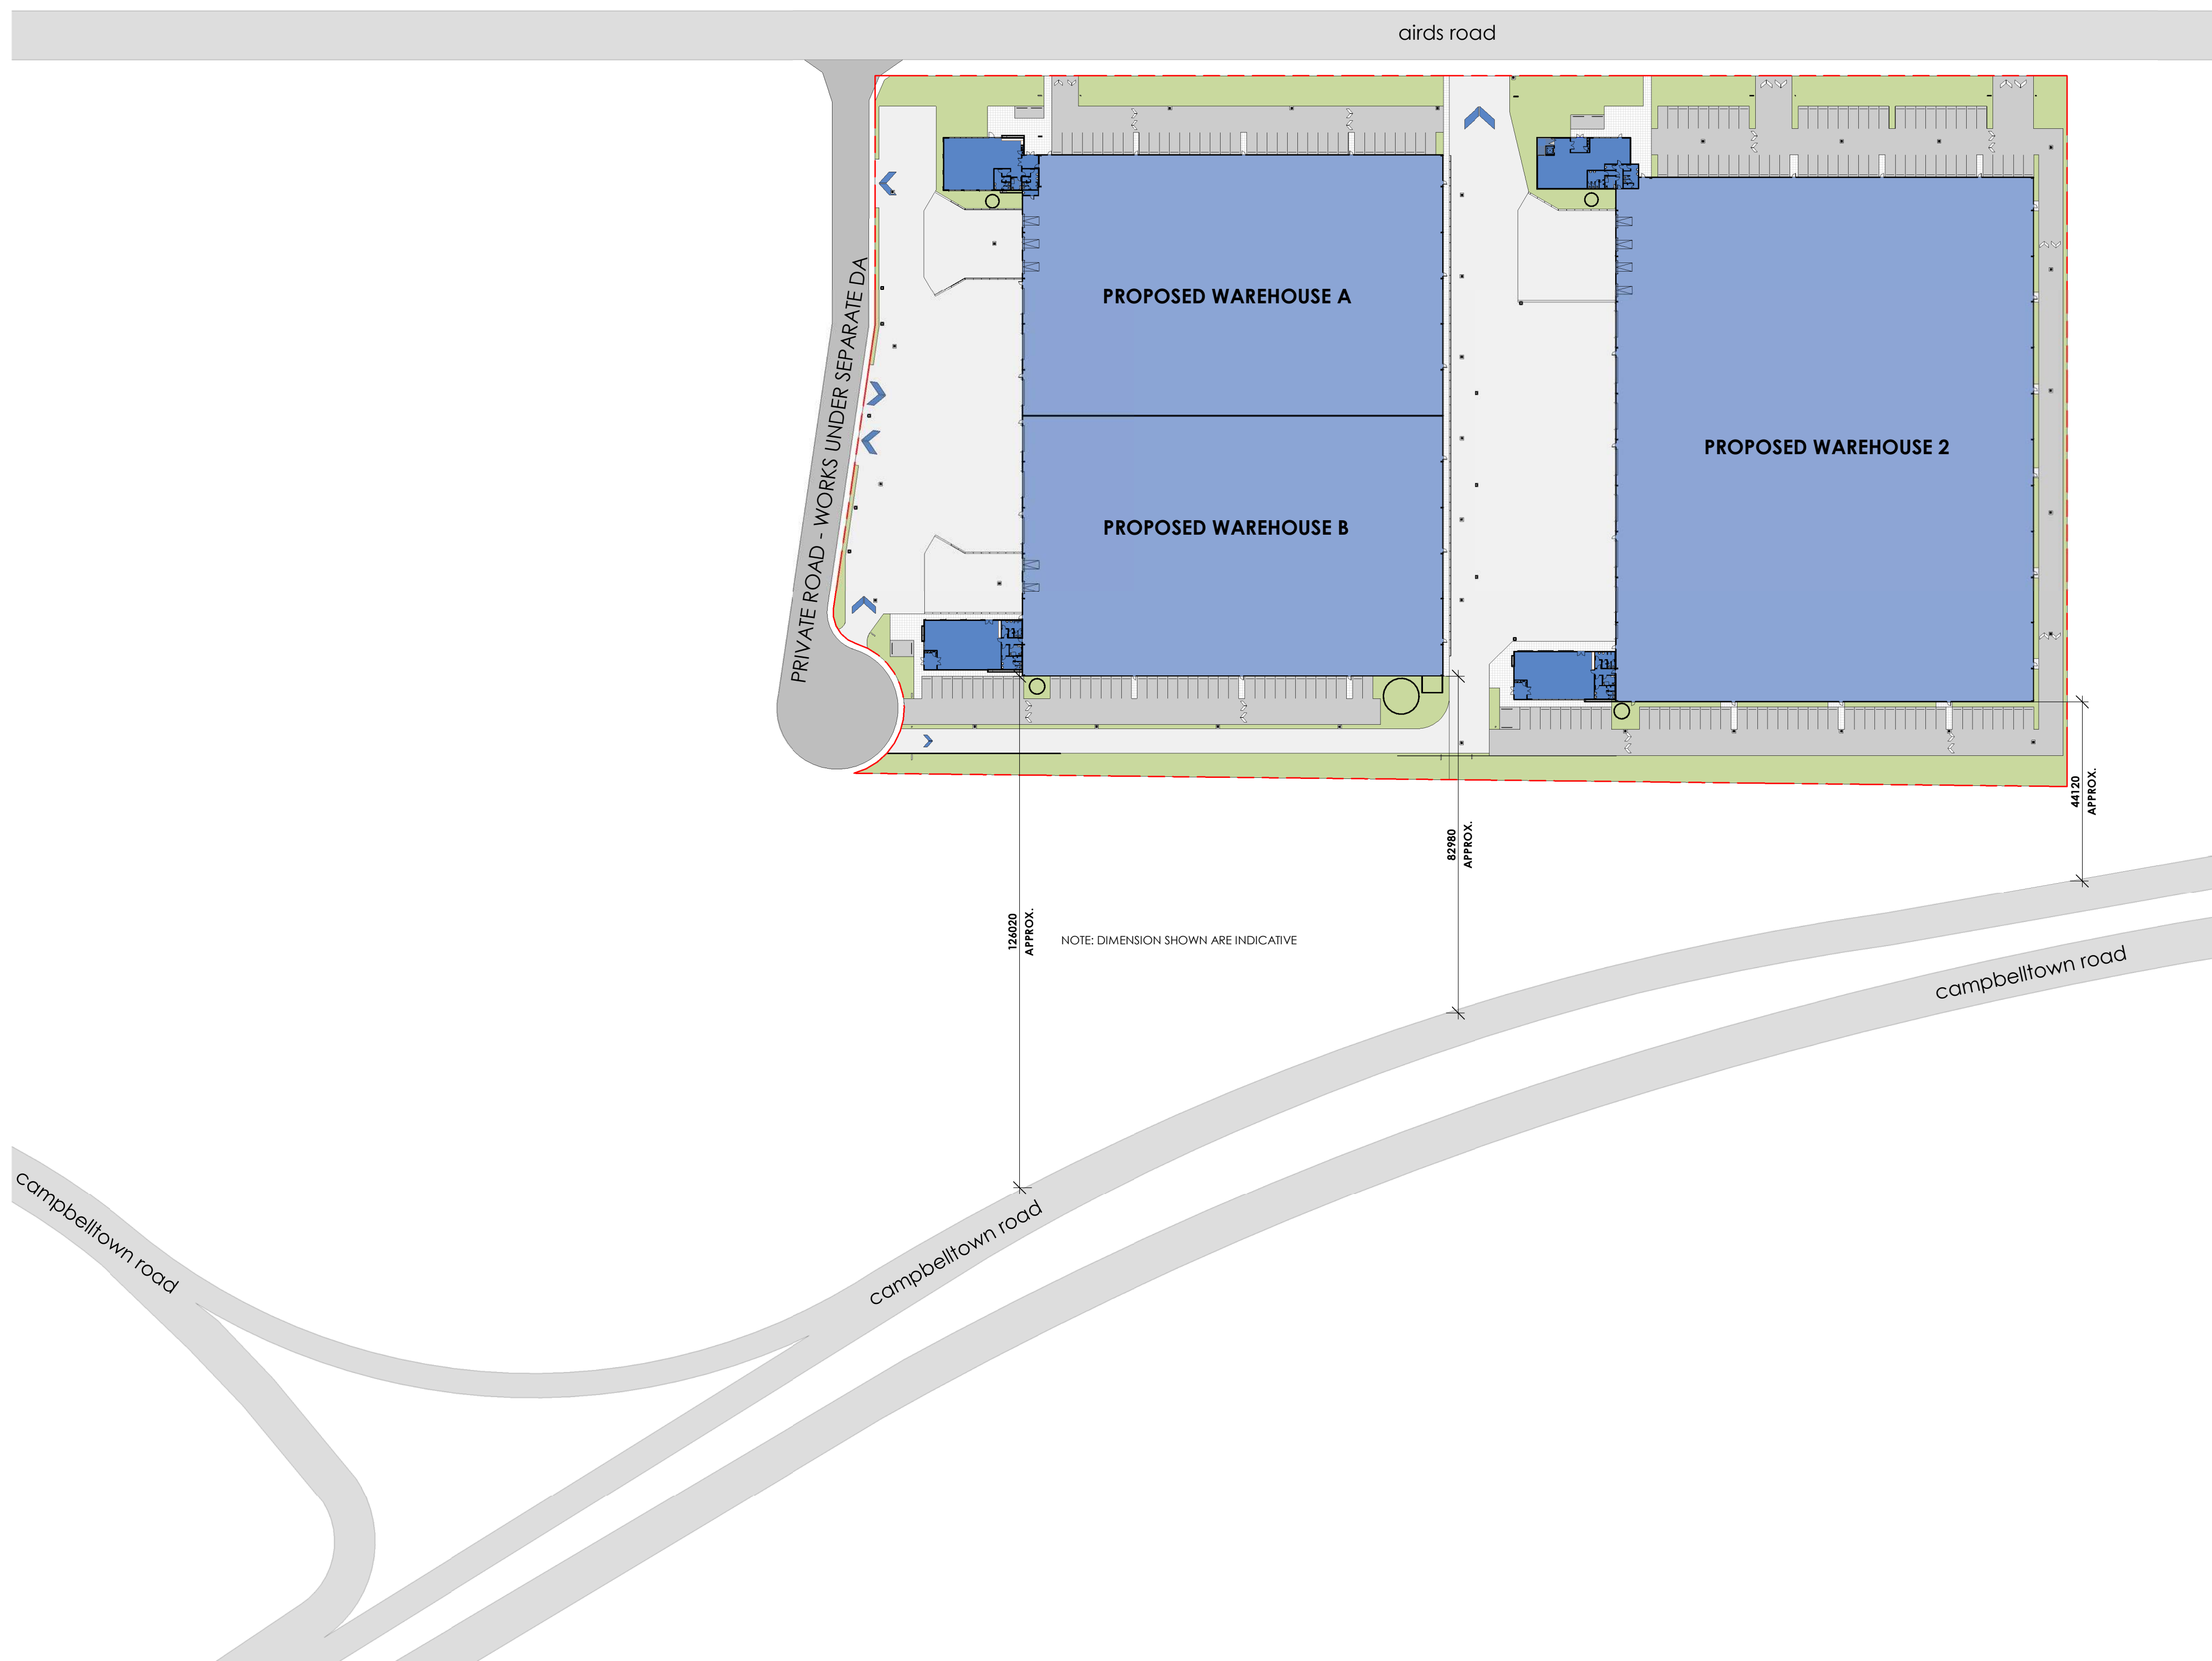 airds road
PRIVATE ROAD - WORKS UNDER SEPARATE DA
PROPOSED WAREHOUSE A
PROPOSED WAREHOUSE B
PROPOSED WAREHOUSE 2
44120
APPROX.
82980
APPROX.
126020
APPROX.
NOTE: DIMENSION SHOWN ARE INDICATIVE
campbelltown road
campbelltown road
campbelltown road